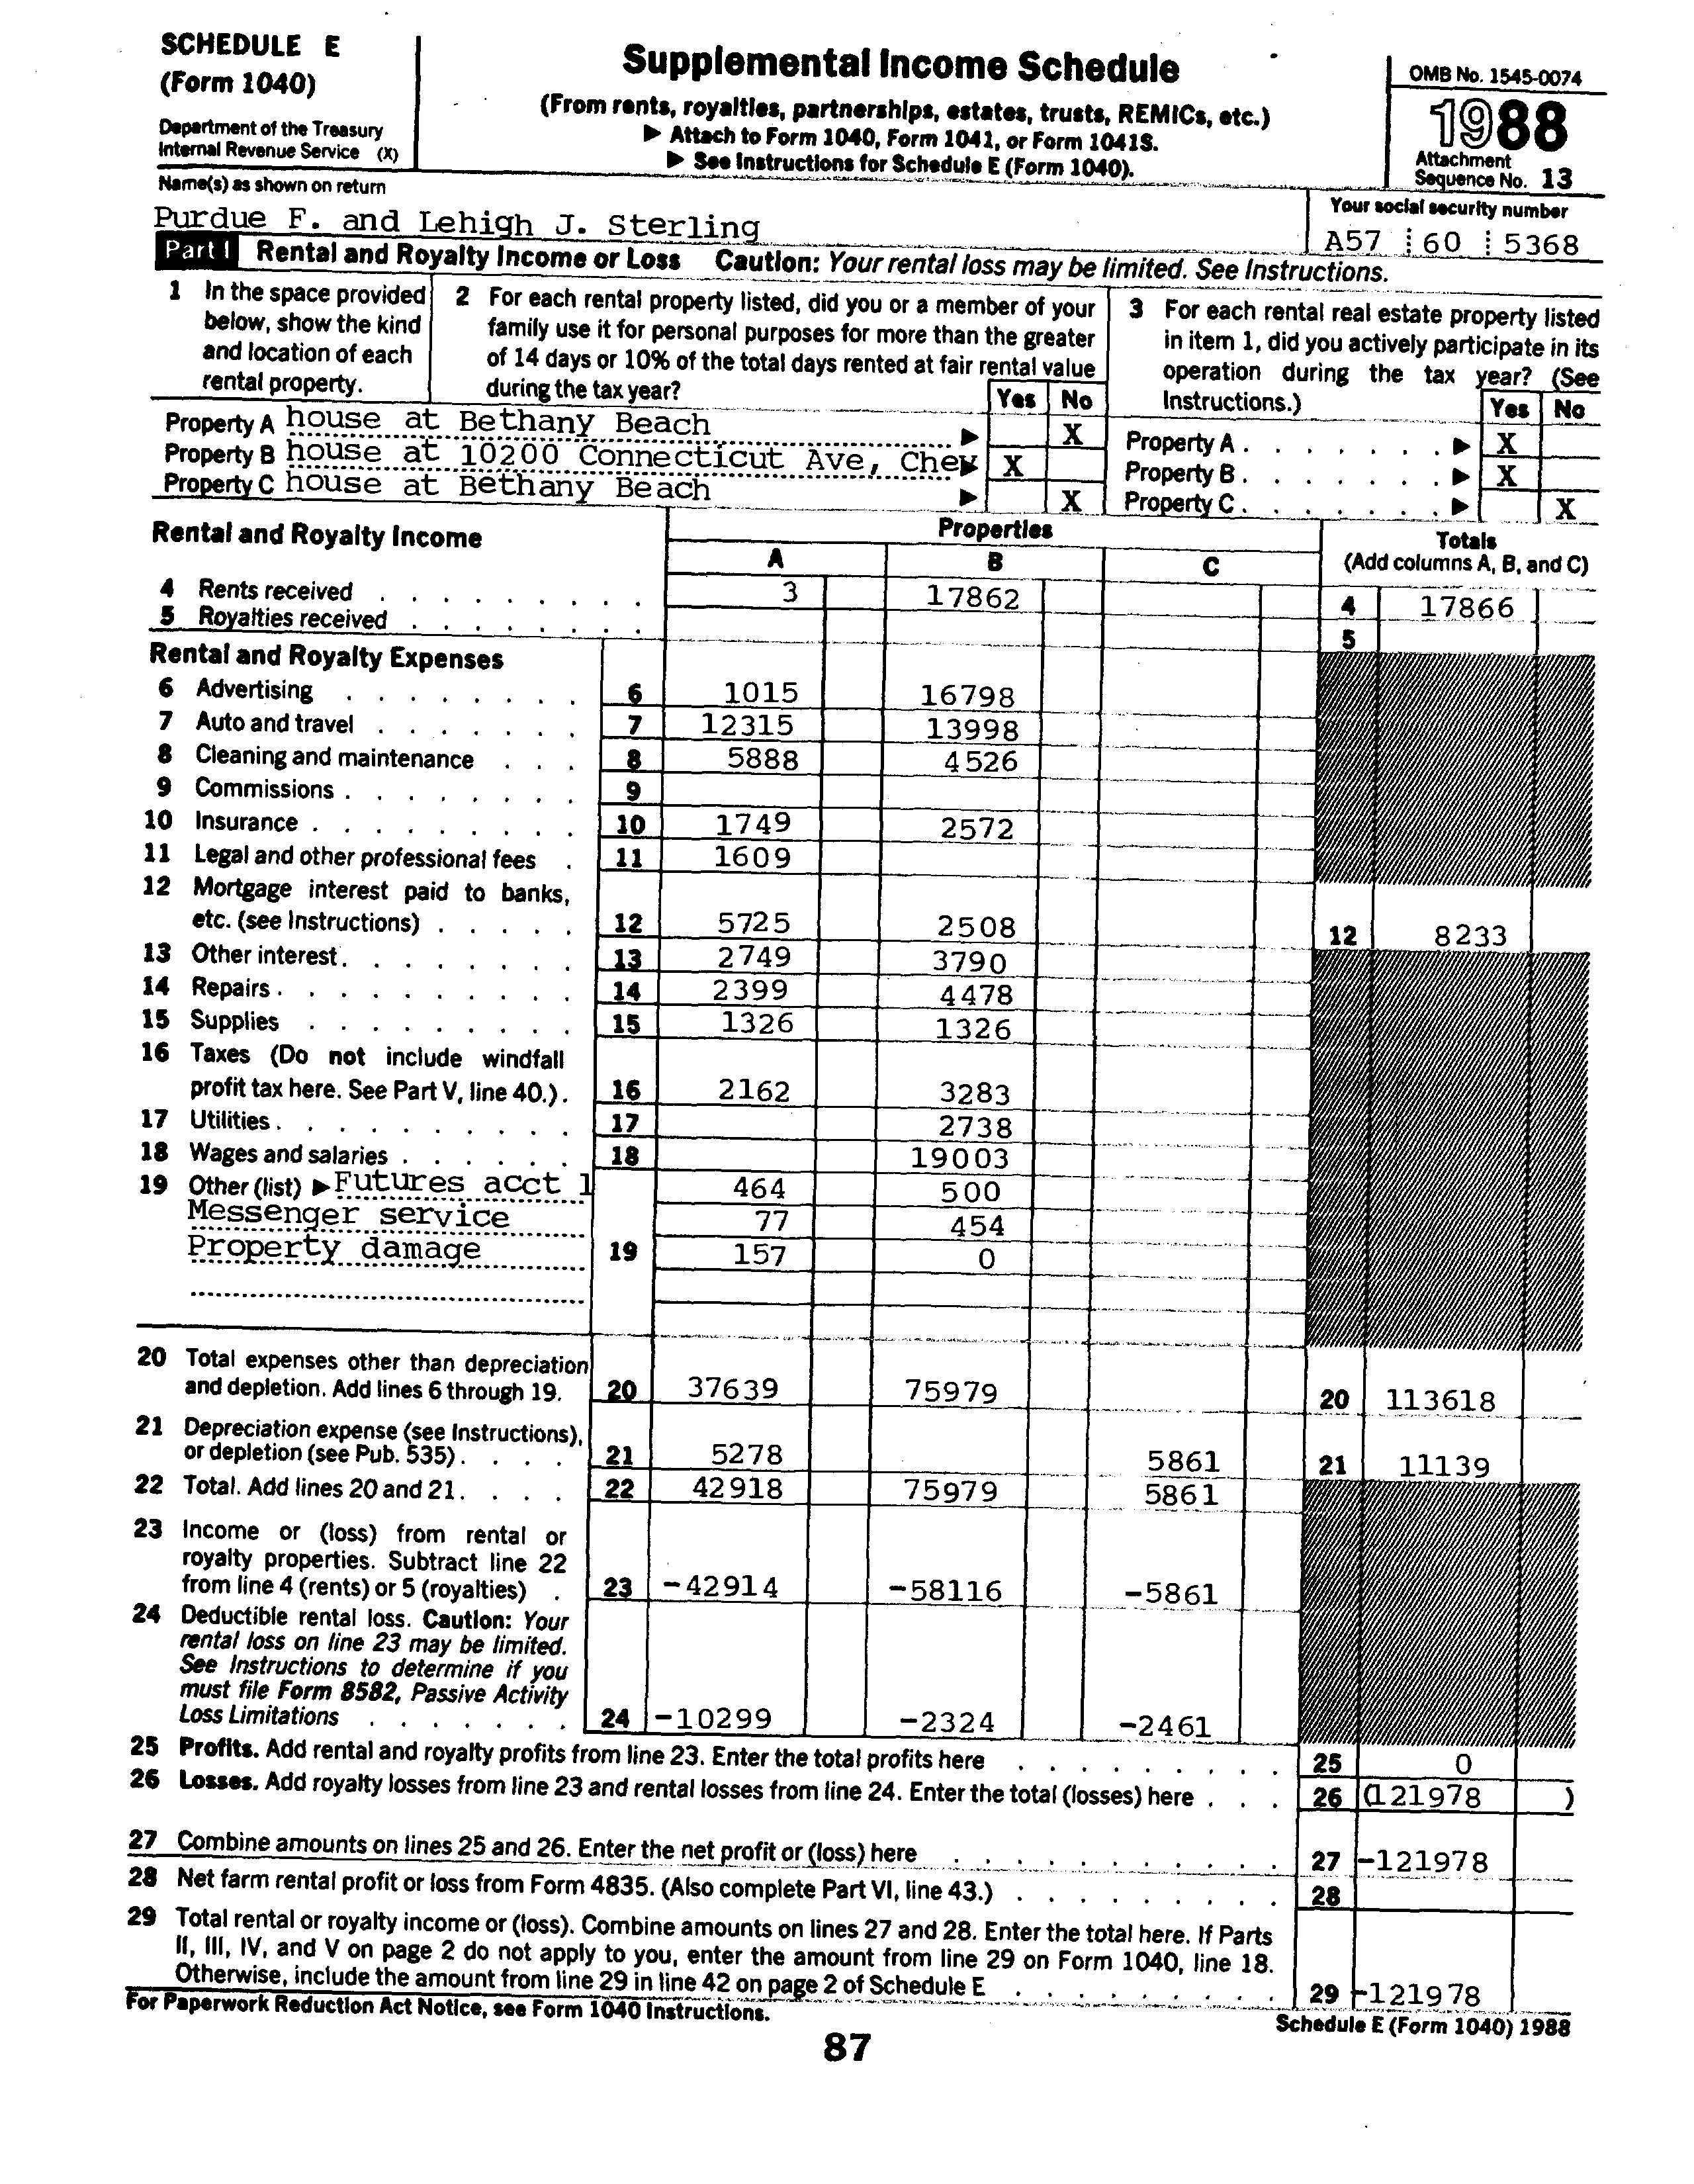 SCHEDULE E
(Form 1040)
Department of the Treasury
Internal Revenue Service (X)
Supplemental Income Schedule
(From rents, royalties, partnerships, estates, trusts, REMICs, etc.)
▶ Attach to Form 1040, Form 1041, or Form 1041S.
▶ See Instructions for Schedule E (Form 1040).
OMB No. 1545-0074
1988
Attachment
Sequence No. 13
Name(s) as shown on return
Purdue F. and Lehigh J. Sterling
Your social security number
A57 60 5368
Part I Rental and Royalty Income or Loss Caution: Your rental loss may be limited. See Instructions.
1 In the space provided
below, show the kind
and location of each
rental property.
2 For each rental property listed, did you or a member of your
family use it for personal purposes for more than the greater
of 14 days or 10% of the total days rented at fair rental value
during the tax year?
Yes No
3 For each rental real estate property listed
in item 1, did you actively participate in its
operation during the tax year? (See
Instructions.)
Yes No
Property A house at Bethany Beach ▶ X Property A . . . . . . . ▶ X
Property B house at 10200 Connecticut Ave, Chev X Property B . . . . . . . ▶ X
Property C house at Bethany Beach ▶ X Property C . . . . . . . ▶ X
Rental and Royalty Income
Properties
A B C
Totals
(Add columns A, B, and C)
4 Rents received 3 17862 4 17866
5 Royalties received 5
Rental and Royalty Expenses
6 Advertising 6 1015 16798
7 Auto and travel 7 12315 13998
8 Cleaning and maintenance 8 5888 4526
9 Commissions 9
10 Insurance 10 1749 2572
11 Legal and other professional fees 11 1609
12 Mortgage interest paid to banks,
etc. (see Instructions) 12 5725 2508 12 8233
13 Other interest 13 2749 3790
14 Repairs 14 2399 4478
15 Supplies 15 1326 1326
16 Taxes (Do not include windfall
profit tax here. See Part V, line 40.) 16 2162 3283
17 Utilities 17 2738
18 Wages and salaries 18 19003
19 Other (list) ▶ Futures acct l 464 500
Messenger service 77 454
Property damage 19 157 0
20 Total expenses other than depreciation
and depletion. Add lines 6 through 19. 20 37639 75979 20 113618
21 Depreciation expense (see Instructions),
or depletion (see Pub. 535) 21 5278 5861 21 11139
22 Total. Add lines 20 and 21 22 42918 75979 5861
23 Income or (loss) from rental or
royalty properties. Subtract line 22
from line 4 (rents) or 5 (royalties) 23 -42914 -58116 -5861
24 Deductible rental loss. Caution: Your
rental loss on line 23 may be limited.
See Instructions to determine if you
must file Form 8582, Passive Activity
Loss Limitations 24 -10299 -2324 -2461
25 Profits. Add rental and royalty profits from line 23. Enter the total profits here 25 0
26 Losses. Add royalty losses from line 23 and rental losses from line 24. Enter the total (losses) here 26 (121978 )
27 Combine amounts on lines 25 and 26. Enter the net profit or (loss) here 27 -121978
28 Net farm rental profit or loss from Form 4835. (Also complete Part VI, line 43.) 28
29 Total rental or royalty income or (loss). Combine amounts on lines 27 and 28. Enter the total here. If Parts
II, III, IV, and V on page 2 do not apply to you, enter the amount from line 29 on Form 1040, line 18.
Otherwise, include the amount from line 29 in line 42 on page 2 of Schedule E 29 -121978
For Paperwork Reduction Act Notice, see Form 1040 Instructions.
Schedule E (Form 1040) 1988
87